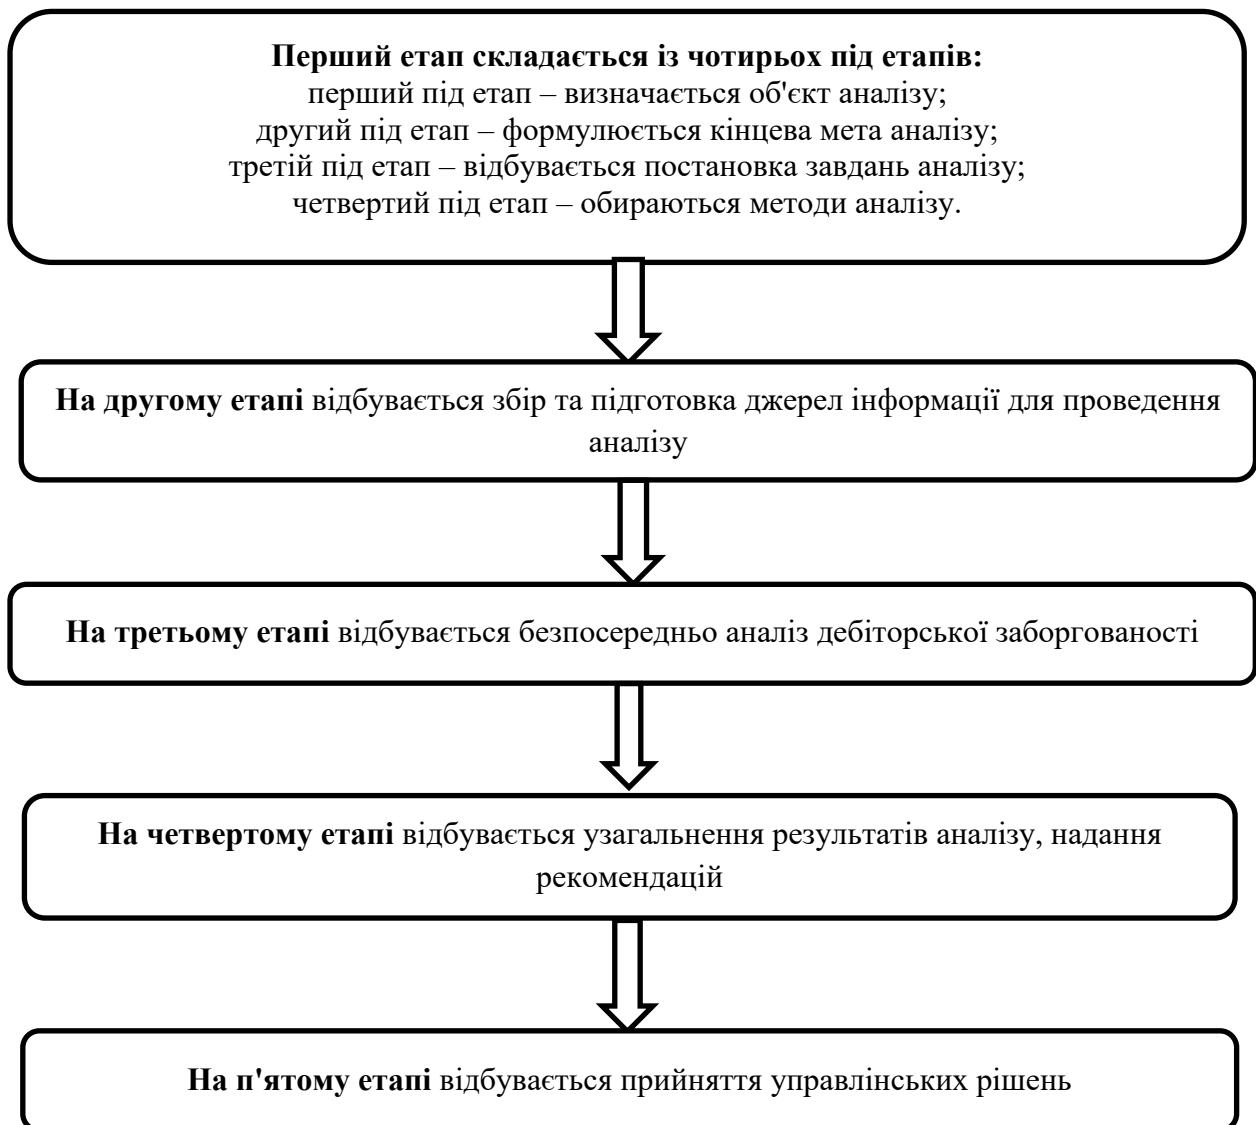 Перший етап складається із чотирьох під етапів:
перший під етап – визначається об'єкт аналізу;
другий під етап – формулюється кінцева мета аналізу;
третій під етап – відбувається постановка завдань аналізу;
четвертий під етап – обираються методи аналізу.
На другому етапі відбувається збір та підготовка джерел інформації для проведення
аналізу
На третьому етапі відбувається безпосередньо аналіз дебіторської заборгованості
На четвертому етапі відбувається узагальнення результатів аналізу, надання
рекомендацій
На п'ятому етапі відбувається прийняття управлінських рішень